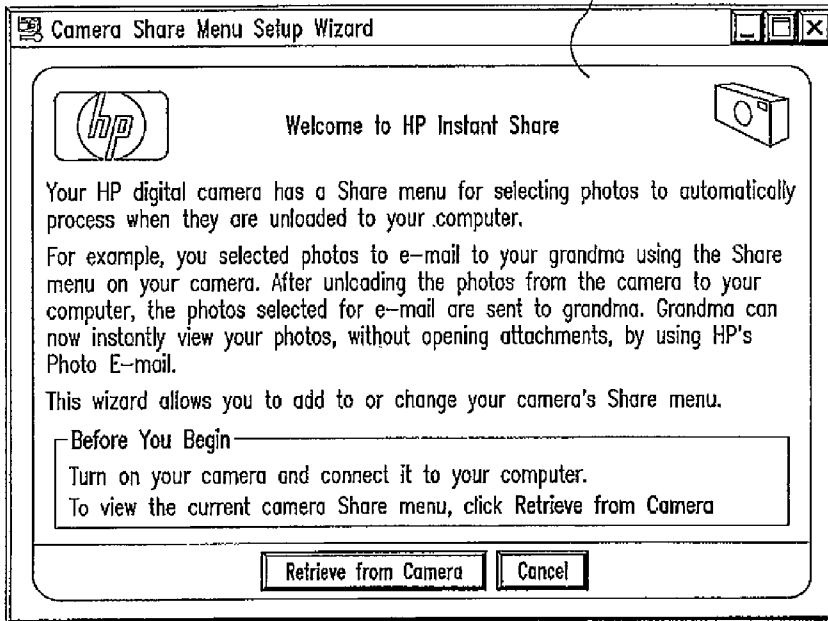 Camera Share Menu Setup Wizard
hp
Welcome to HP Instant Share
Your HP digital camera has a Share menu for selecting photos to automatically
process when they are unloaded to your computer.
For example, you selected photos to e-mail to your grandma using the Share
menu on your camera. After unloading the photos from the camera to your
computer, the photos selected for e-mail are sent to grandma. Grandma can
now instantly view your photos, without opening attachments, by using HP's
Photo E-mail.
This wizard allows you to add to or change your camera's Share menu.
Before You Begin
Turn on your camera and connect it to your computer.
To view the current camera Share menu, click Retrieve from Camera
Retrieve from Camera
Cancel